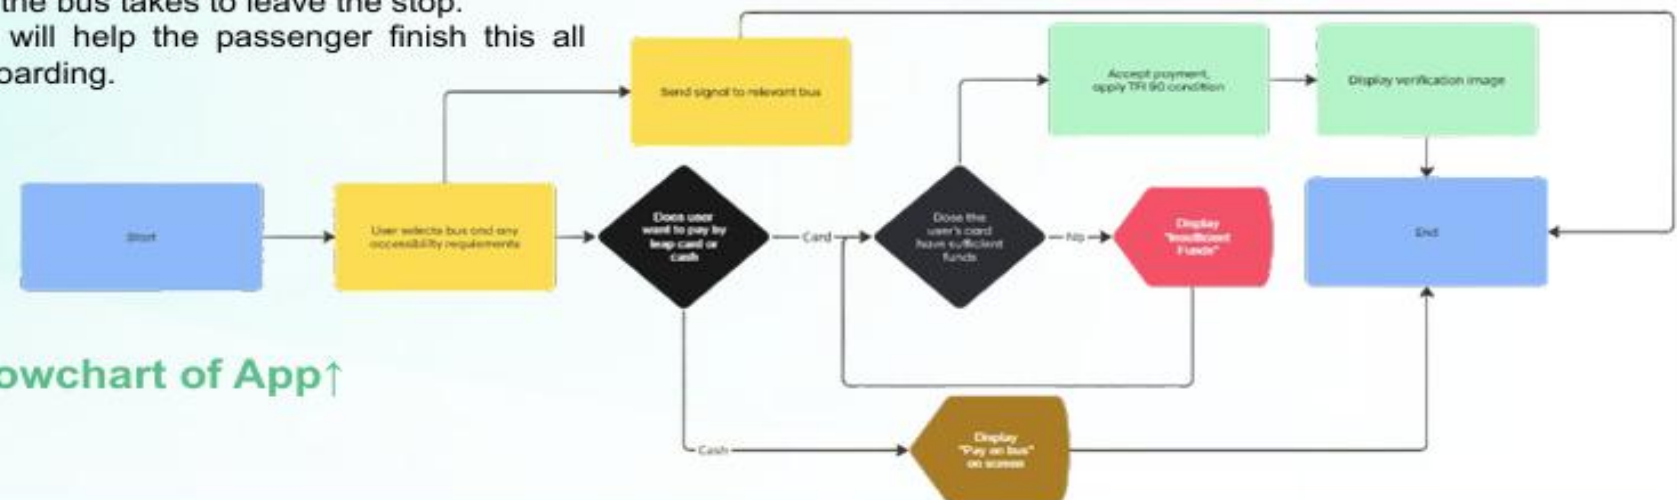 the bus takes to leave the stop.
will help the passenger finish this all
oarding.
Send signal to relevant bus
Accept payment,
apply TFI 90 condition
Display verification image
Start
User selects bus and any
accessibility requirements
Does user
want to pay by
leap card or
cash
Card
Dose the
user's card
have sufficient
funds
No
Display
"Insufficient
Funds"
End
owchart of App↑
Cash
Display
"Pay on bus"
on screen